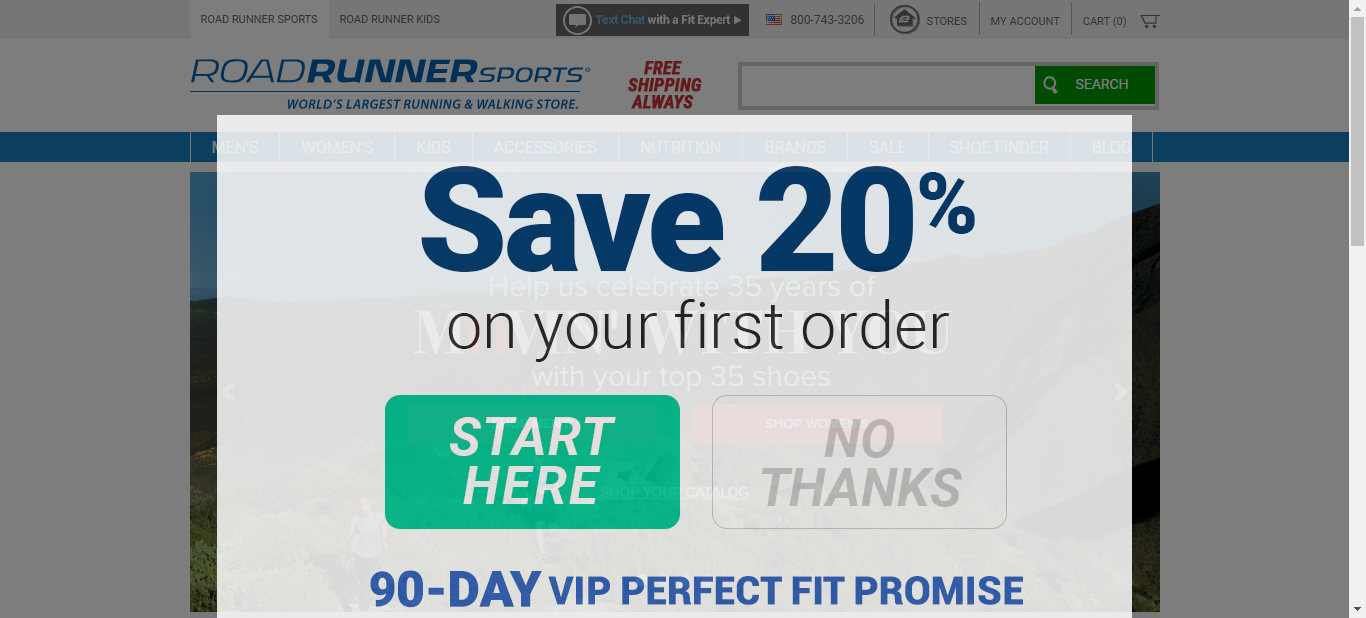 ROAD RUNNER SPORTS
ROAD RUNNER KIDS
Text Chat with a Fit Expert
800-743-3206
STORES
MY ACCOUNT
CART (0)
ROADRUNNERSPORTS
WORLD'S LARGEST RUNNING & WALKING STORE.
FREE
SHIPPING
ALWAYS
SEARCH
MEN'S
WOMEN'S
KIDS
ACCESSORIES
NUTRITION
BRANDS
SALE
SHOE FINDER
BLOG
Save 20%
Help us celebrate 35 years of
MOVIN' WITH YOU
on your first order
with your top 35 shoes
START
HERE
SHOP WOMEN'S
NO
THANKS
SHOP YOUR CATALOG
90-DAY VIP PERFECT FIT PROMISE